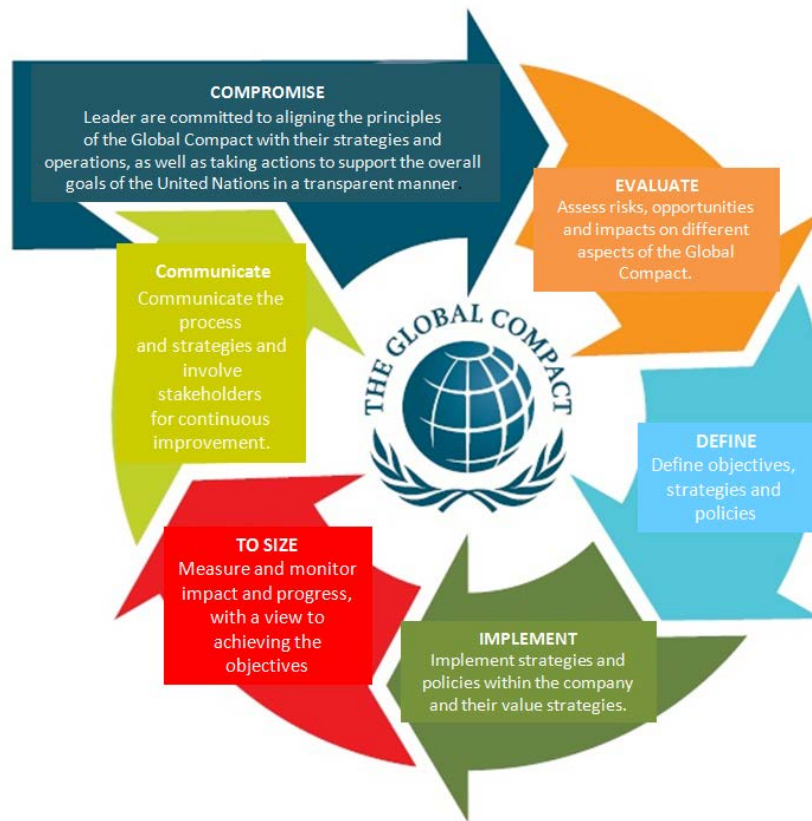 COMPROMISE
Leader are committed to aligning the principles
of the Global Compact with their strategies and
operations, as well as taking actions to support the overall
goals of the United Nations in a transparent manner.
EVALUATE
Assess risks, opportunities
and impacts on different
aspects of the Global
Compact.
DEFINE
Define objectives,
strategies and
policies
IMPLEMENT
Implement strategies and
policies within the company
and their value strategies.
TO SIZE
Measure and monitor
impact and progress,
with a view to
achieving the
objectives
Communicate
Communicate the
process
and strategies and
involve
stakeholders
for continuous
improvement.
THE GLOBAL COMPACT